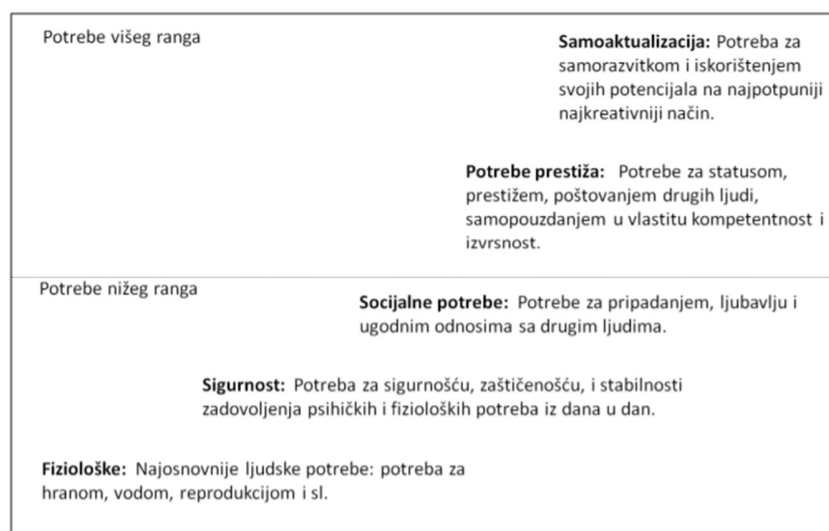 Potrebe višeg ranga
Samoaktualizacija: Potreba za
samorazvitkom i iskorištenjem
svojih potencijala na najpotpuniji
najkreativniji način.
Potrebe prestiža: Potrebe za statusom,
prestižem, poštovanjem drugih ljudi,
samopouzdanjem u vlastitu kompetentnost i
izvrsnost.
Potrebe nižeg ranga
Socijalne potrebe: Potrebe za pripadanjem, ljubavlju i
ugodnim odnosima sa drugim ljudima.
Sigurnost: Potreba za sigurnošću, zaštičenošću, i stabilnosti
zadovoljenja psihičkih i fizioloških potreba iz dana u dan.
Fiziološke: Najosnovnije ljudske potrebe: potreba za
hranom, vodom, reprodukcijom i sl.